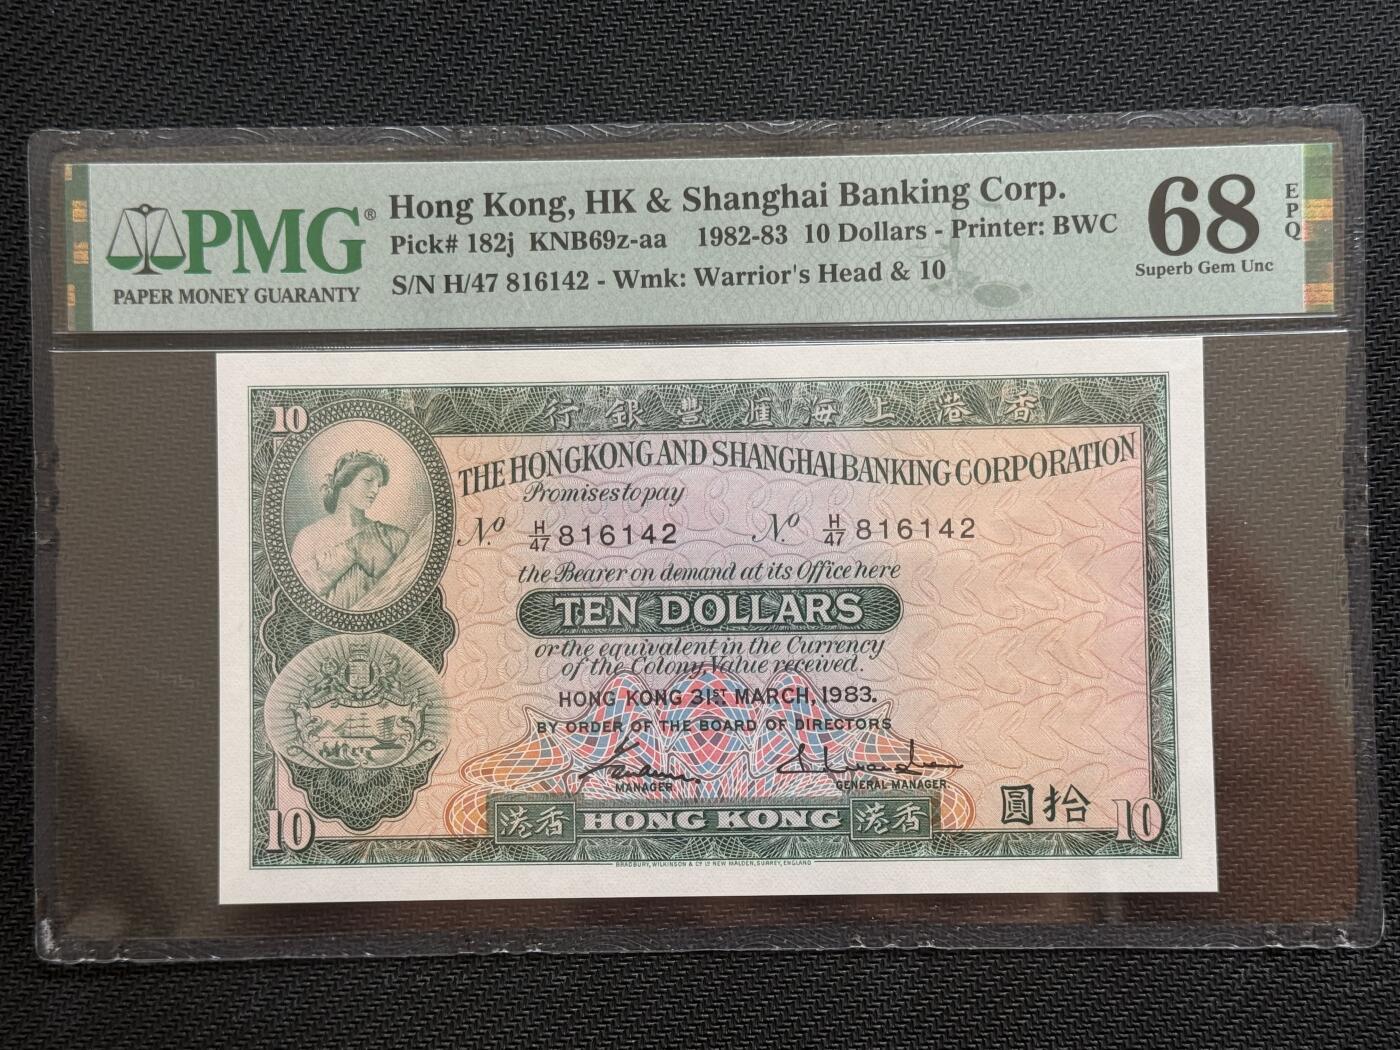 PMG®
PAPER MONEY GUARANTY
Hong Kong, HK & Shanghai Banking Corp.
Pick# 182j KNB69z-aa 1982-83 10 Dollars - Printer: BWC
S/N H/47 816142 - Wmk: Warrior's Head & 10
68
EPQ
Superb Gem Unc
10
行銀豐滙海上港香
THE HONGKONG AND SHANGHAI BANKING CORPORATION
Promises to pay
Nº H/47 816142 Nº H/47 816142
the Bearer on demand at its Office here
TEN DOLLARS
or the equivalent in the Currency
of the Colony, Value received.
HONG KONG 31ST MARCH, 1983.
BY ORDER OF THE BOARD OF DIRECTORS
MANAGER GENERAL MANAGER.
圓拾
10 港香 HONG KONG 港香 10
BRADBURY, WILKINSON & Cº Lº NEW MALDEN, SURREY, ENGLAND